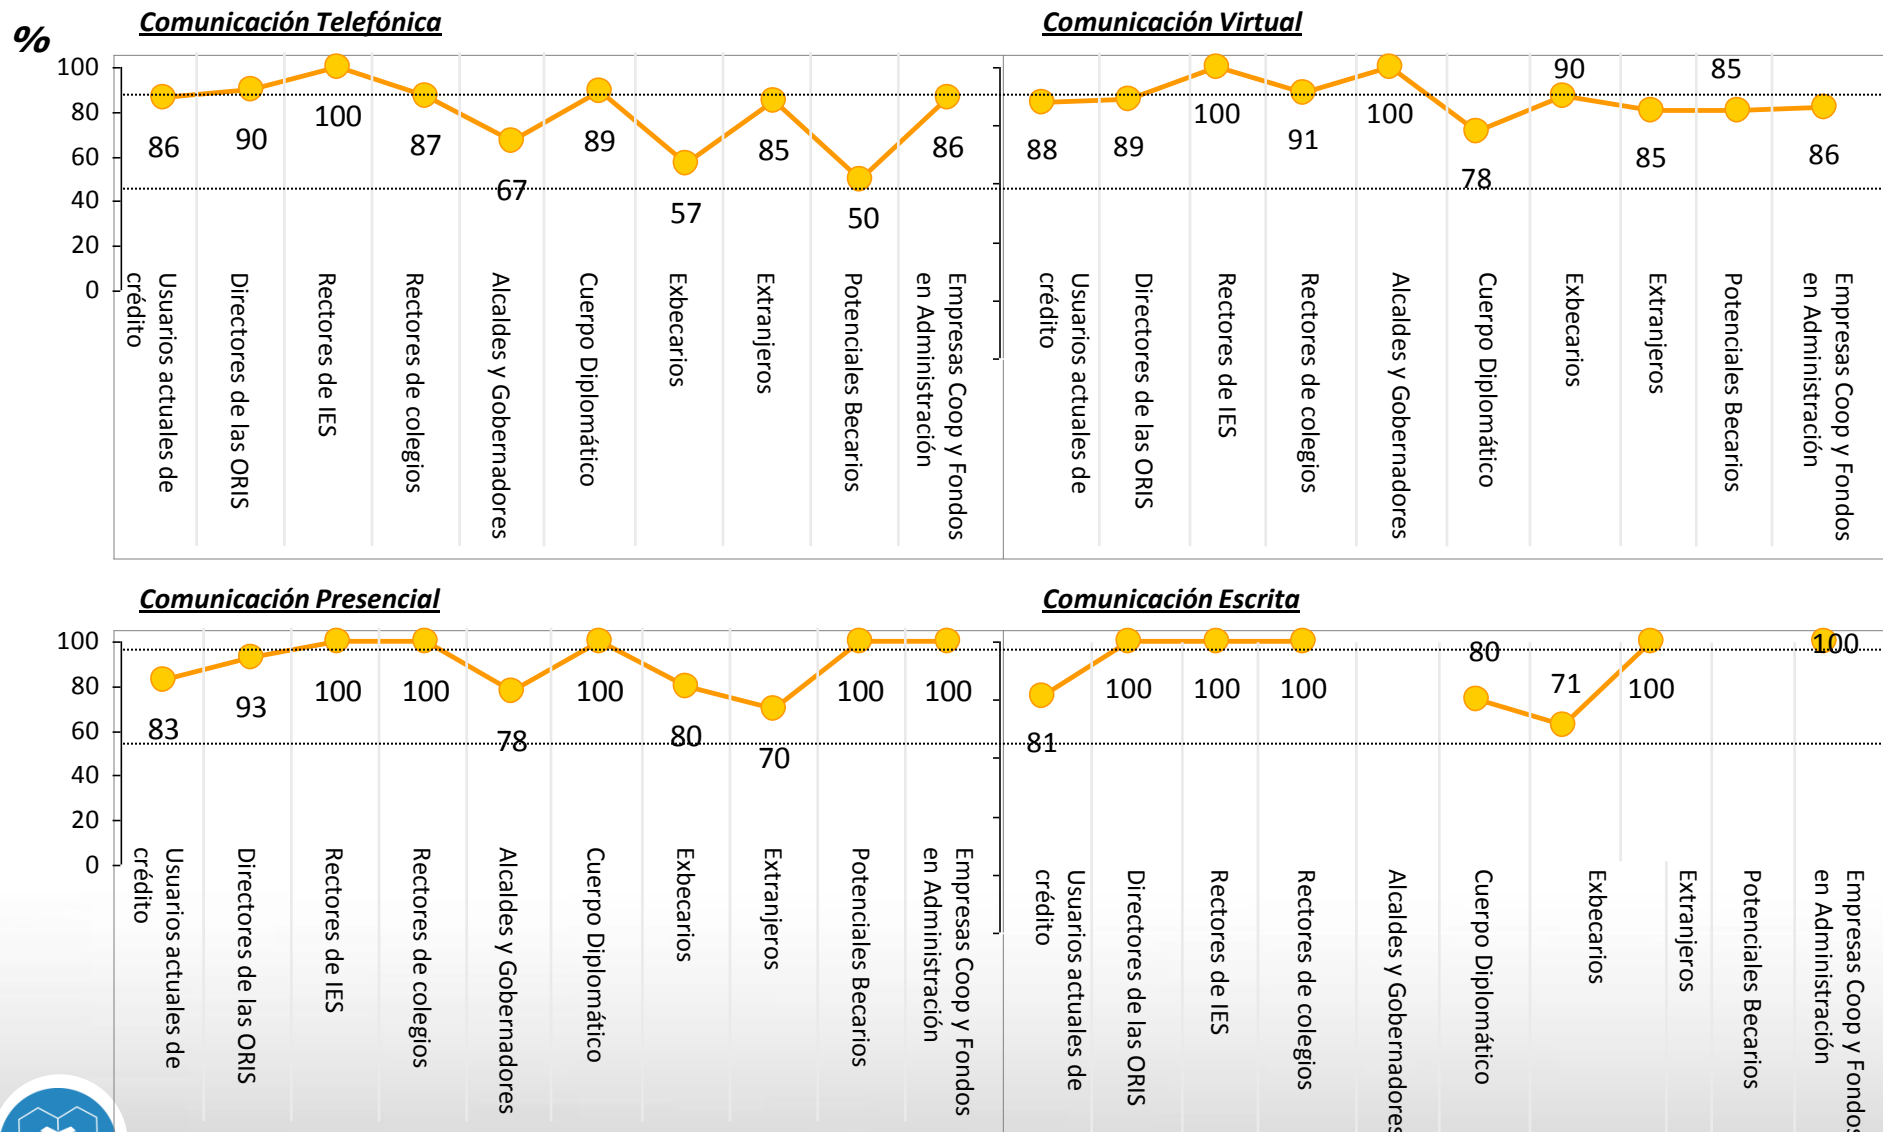 %
Comunicación Telefónica
100
80
60
40
20
0
86
90
100
87
67
89
57
85
50
86
Usuarios actuales de
crédito
Directores de las ORIS
Rectores de IES
Rectores de colegios
Alcaldes y Gobernadores
Cuerpo Diplomático
Exbecarios
Extranjeros
Potenciales Becarios
Empresas Coop y Fondos
en Administración
Comunicación Virtual
88
89
100
91
100
78
90
85
85
86
Usuarios actuales de
crédito
Directores de las ORIS
Rectores de IES
Rectores de colegios
Alcaldes y Gobernadores
Cuerpo Diplomático
Exbecarios
Extranjeros
Potenciales Becarios
Empresas Coop y Fondos
en Administración
Comunicación Presencial
100
80
60
40
20
0
83
93
100
100
78
100
80
70
100
100
Usuarios actuales de
crédito
Directores de las ORIS
Rectores de IES
Rectores de colegios
Alcaldes y Gobernadores
Cuerpo Diplomático
Exbecarios
Extranjeros
Potenciales Becarios
Empresas Coop y Fondos
en Administración
Comunicación Escrita
81
100
100
100
80
71
100
100
Usuarios actuales de
crédito
Directores de las ORIS
Rectores de IES
Rectores de colegios
Alcaldes y Gobernadores
Cuerpo Diplomático
Exbecarios
Extranjeros
Potenciales Becarios
Empresas Coop y Fondos
en Administración